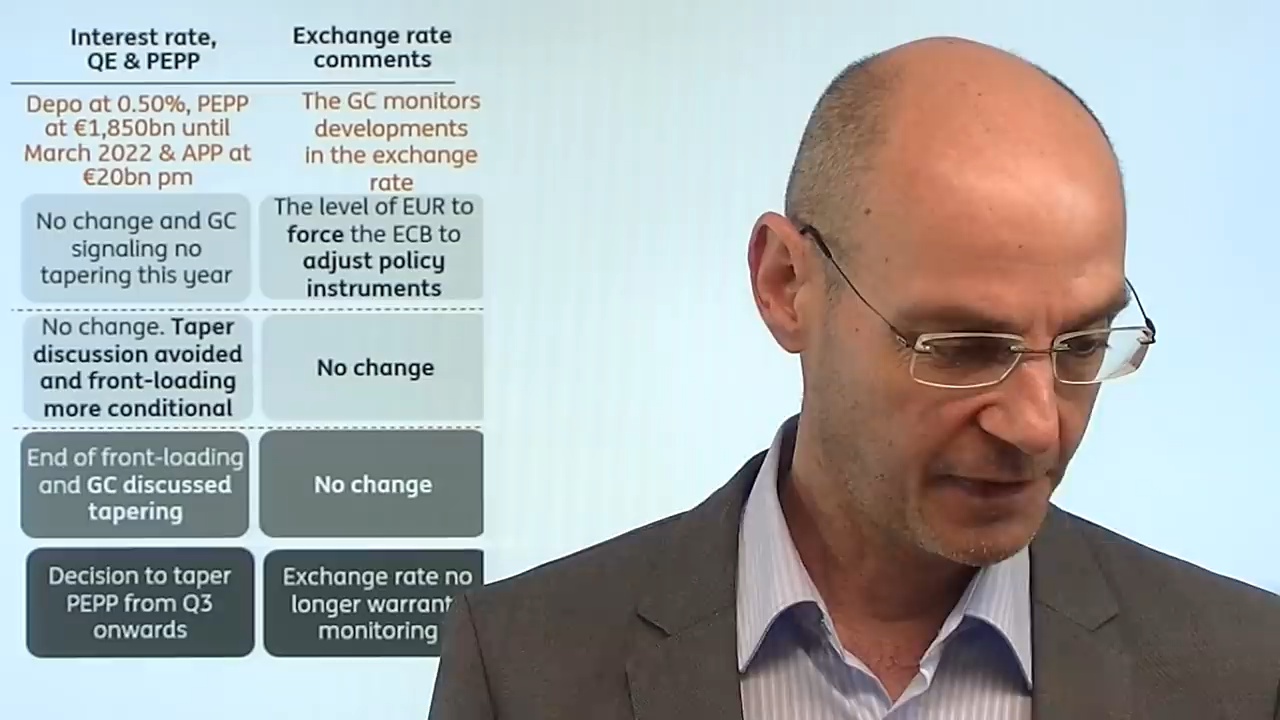 Interest rate,
QE & PEPP
Exchange rate
comments
Depo at 0.50%, PEPP
at €1,850bn until
March 2022 & APP at
€20bn pm
The GC monitors
developments
in the exchange
rate
No change and GC
signaling no
tapering this year
The level of EUR to
force the ECB to
adjust policy
instruments
No change. Taper
discussion avoided
and front-loading
more conditional
No change
End of front-loading
and GC discussed
tapering
No change
Decision to taper
PEPP from Q3
onwards
Exchange rate no
longer warrant
monitoring